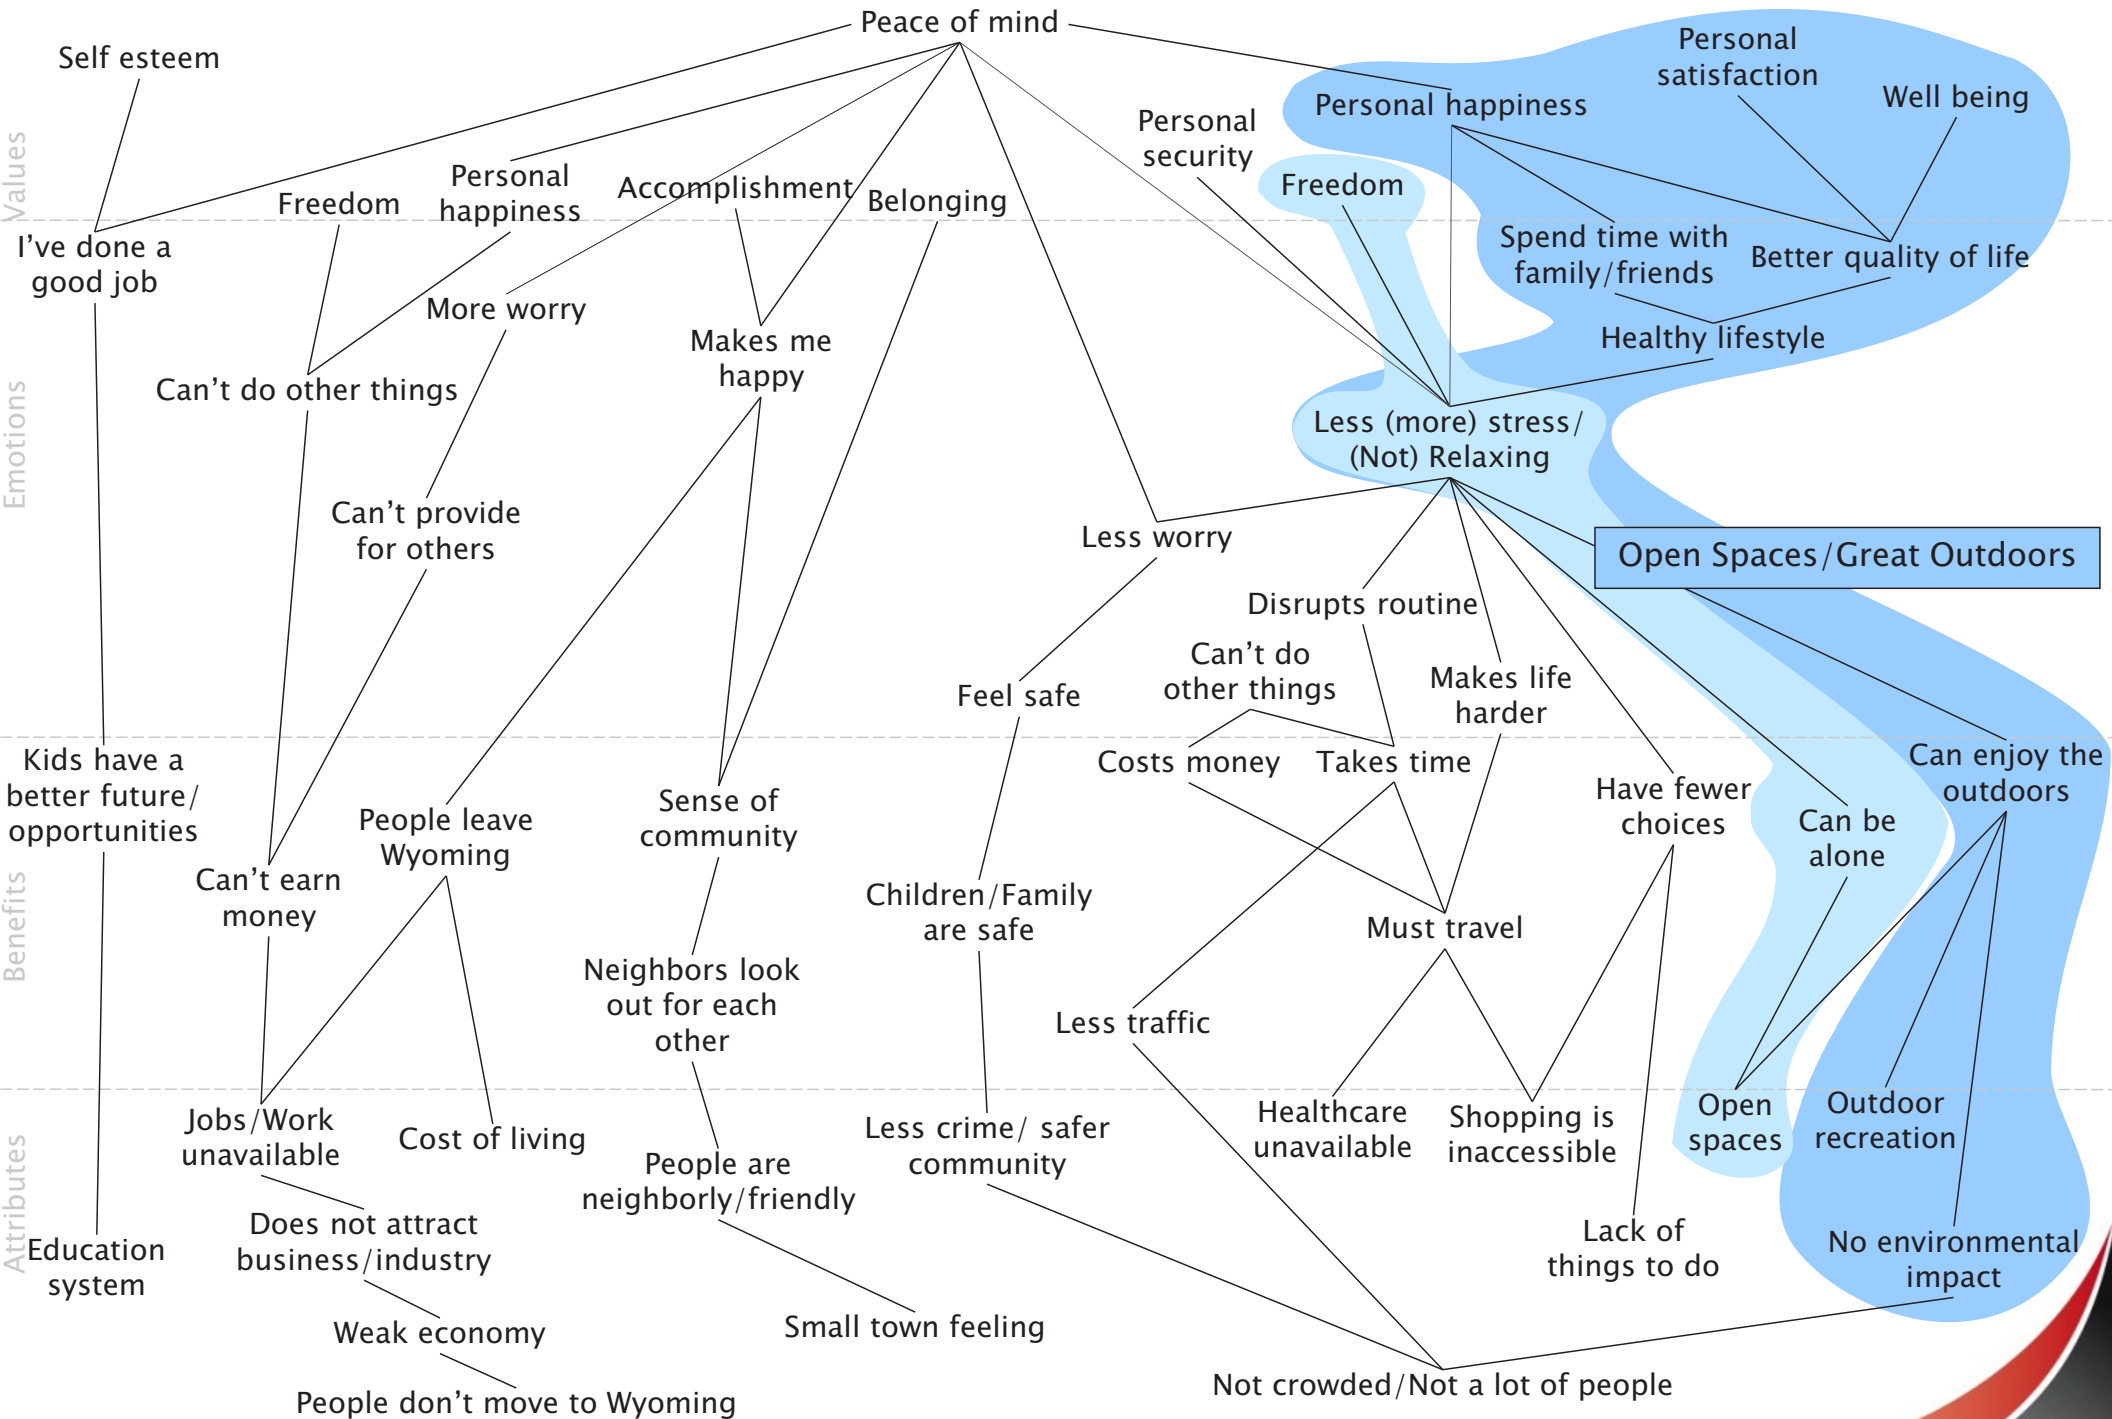 Peace of mind
Self esteem
Personal
satisfaction
Well being
Personal happiness
Personal
security
Values
Freedom
Personal
happiness
Accomplishment
Belonging
Freedom
I’ve done a
good job
More worry
Makes me
happy
Spend time with
family/friends
Better quality of life
Healthy lifestyle
Can’t do other things
Emotions
Less (more) stress/
(Not) Relaxing
Can’t provide
for others
Less worry
Open Spaces/Great Outdoors
Disrupts routine
Can’t do
other things
Feel safe
Makes life
harder
Kids have a
better future/
opportunities
Costs money
Takes time
Can enjoy the
outdoors
Have fewer
choices
Can be
alone
People leave
Wyoming
Sense of
community
Benefits
Can’t earn
money
Children/Family
are safe
Must travel
Neighbors look
out for each
other
Less traffic
Jobs/Work
unavailable
Cost of living
People are
neighborly/friendly
Less crime/ safer
community
Healthcare
unavailable
Shopping is
inaccessible
Open
spaces
Outdoor
recreation
Attributes
Education
system
Does not attract
business/industry
Lack of
things to do
No environmental
impact
Weak economy
Small town feeling
People don’t move to Wyoming
Not crowded/Not a lot of people